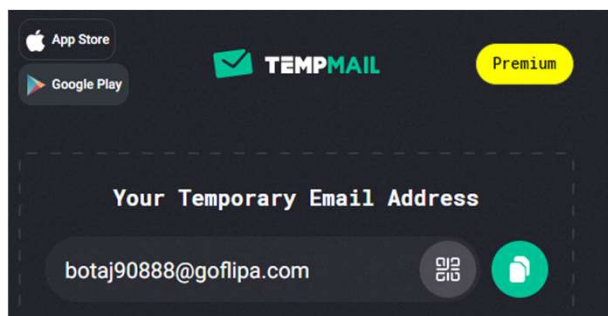 App Store
Google Play
TEMPMAIL
Premium
Your Temporary Email Address
botaj90888@goflipa.com